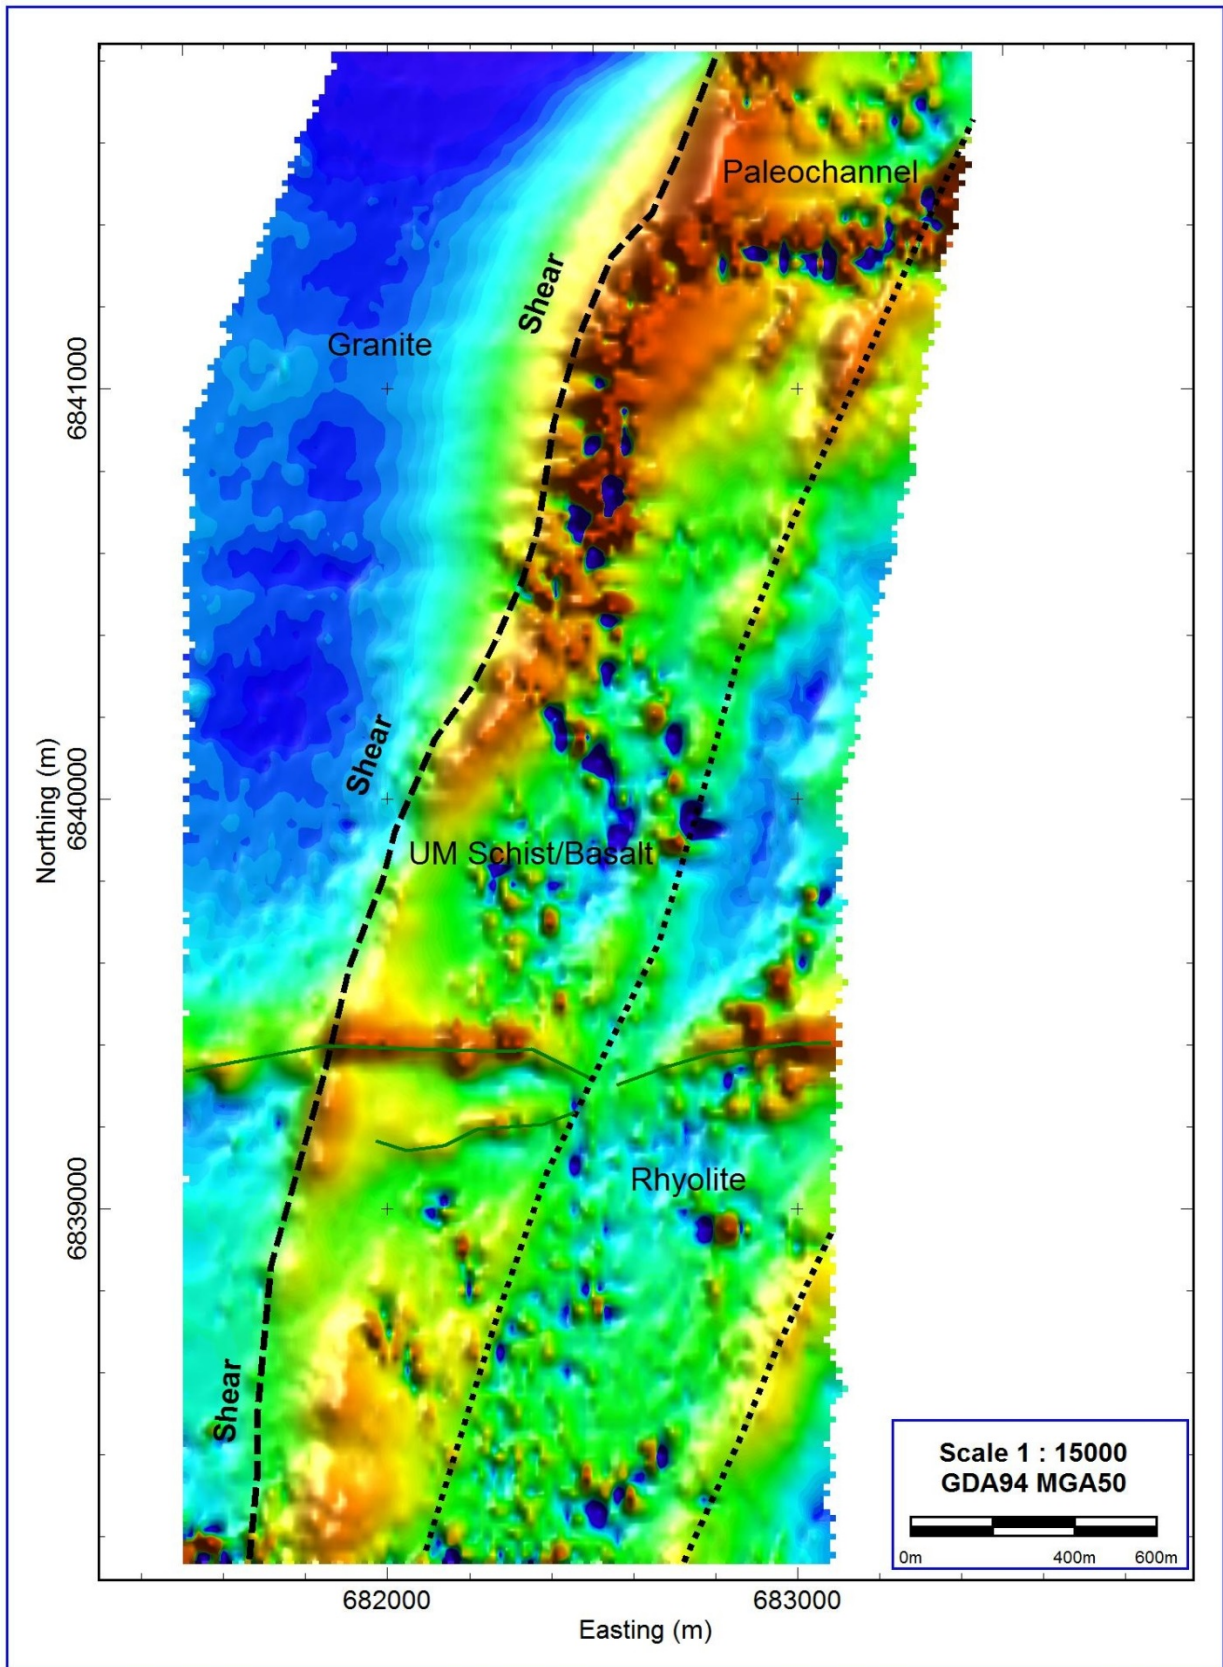 Paleochannel
Shear
Granite
6841000
Shear
Northing (m)
6840000
UM Schist/Basalt
Rhyolite
6839000
Shear
Scale 1 : 15000
GDA94 MGA50
0m 400m 600m
682000 683000
Easting (m)